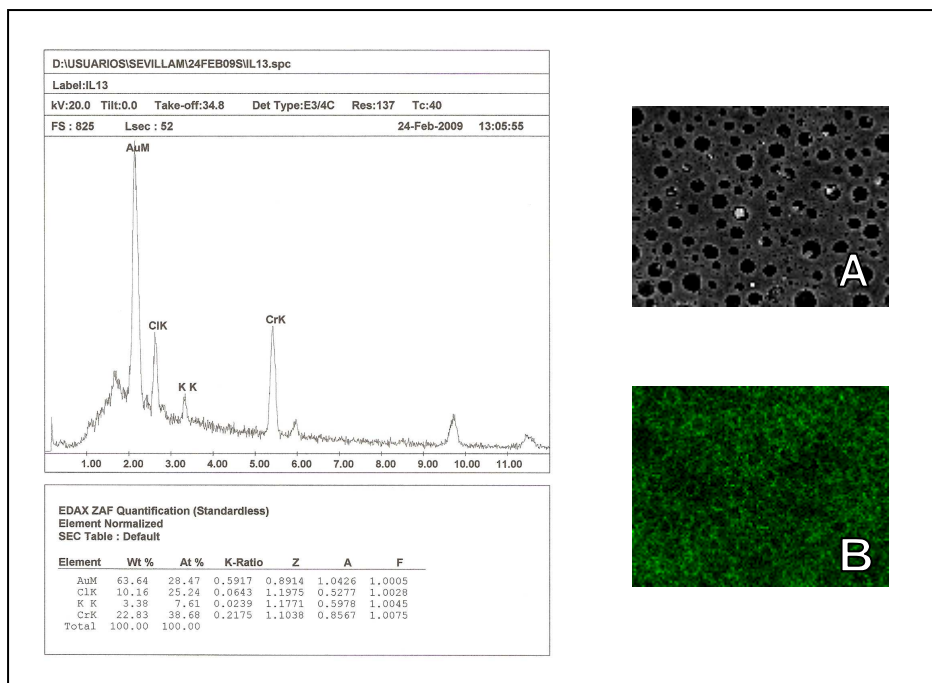 D:\USUARIOS\SEVILLAM\24FEB09S\IL13.spc
Label:IL13
kV:20.0 Tilt:0.0 Take-off:34.8 Det Type:E3/4C Res:137 Tc:40
FS : 825 Lsec : 52 24-Feb-2009 13:05:55
AuM
ClK
K K
CrK
1.00 2.00 3.00 4.00 5.00 6.00 7.00 8.00 9.00 10.00 11.00
EDAX ZAF Quantification (Standardless)
Element Normalized
SEC Table : Default
Element Wt % At % K-Ratio Z A F
AuM 63.64 28.47 0.5917 0.8914 1.0426 1.0005
ClK 10.16 25.24 0.0643 1.1975 0.5277 1.0028
K K 3.38 7.61 0.0239 1.1771 0.5978 1.0045
CrK 22.83 38.68 0.2175 1.1038 0.8567 1.0075
Total 100.00 100.00
A
B